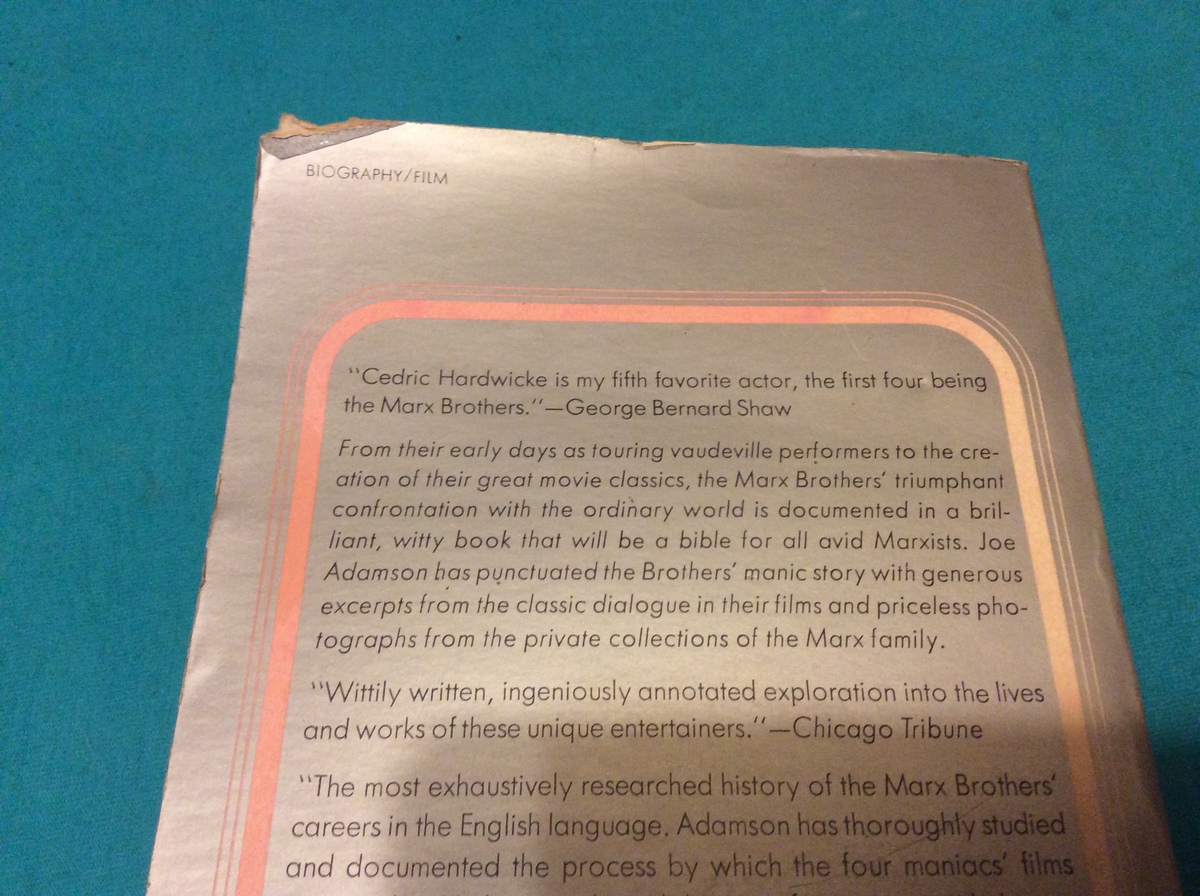 BIOGRAPHY/FILM
"Cedric Hardwicke is my fifth favorite actor, the first four being
the Marx Brothers."—George Bernard Shaw
From their early days as touring vaudeville performers to the cre-
ation of their great movie classics, the Marx Brothers' triumphant
confrontation with the ordinary world is documented in a bril-
liant, witty book that will be a bible for all avid Marxists. Joe
Adamson has punctuated the Brothers' manic story with generous
excerpts from the classic dialogue in their films and priceless pho-
tographs from the private collections of the Marx family.
"Wittily written, ingeniously annotated exploration into the lives
and works of these unique entertainers."—Chicago Tribune
"The most exhaustively researched history of the Marx Brothers'
careers in the English language. Adamson has thoroughly studied
and documented the process by which the four maniacs' films